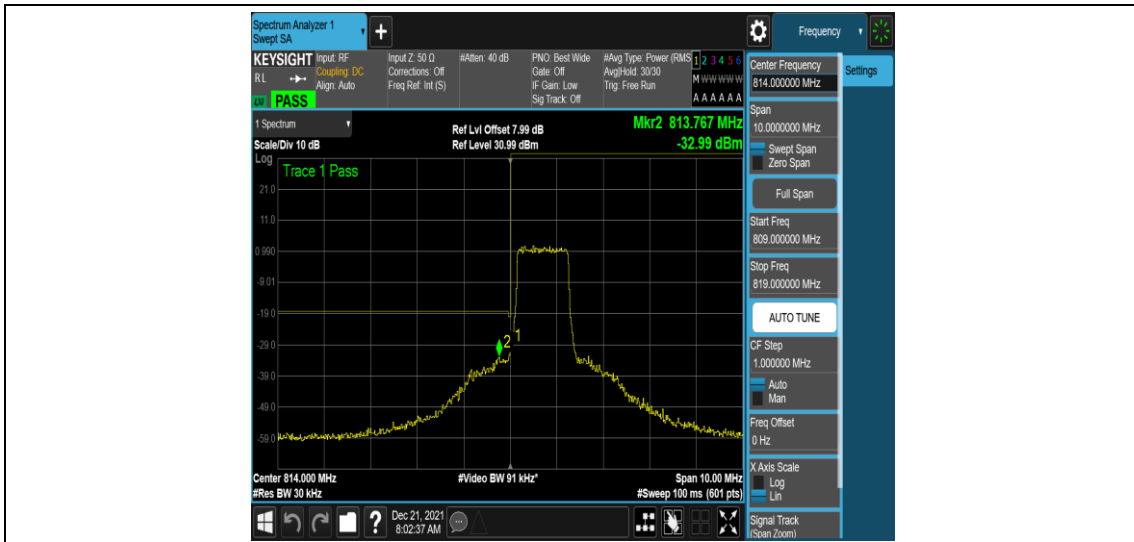 Spectrum Analyzer 1
Swept SA
+
Frequency
KEYSIGHT
RL
Input: RF
Coupling: DC
Align: Auto
Input Z: 50 Ω
Corrections: Off
Freq Ref: Int (S)
#Atten: 40 dB
PNO: Best Wide
Gate: Off
IF Gain: Low
Sig Track: Off
#Avg Type: Power (RMS
Avg|Hold: 30/30
Trig: Free Run
1 2 3 4 5 6
M W W W W W
A A A A A A
PASS
1 Spectrum
Scale/Div 10 dB
Ref Lvl Offset 7.99 dB
Ref Level 30.99 dBm
Mkr2 813.767 MHz
-32.99 dBm
Log
Trace 1 Pass
21.0
11.0
0.990
-9.01
-19.0
-29.0
-39.0
-49.0
-59.0
2
1
Center 814.000 MHz
#Res BW 30 kHz
#Video BW 91 kHz*
Span 10.00 MHz
#Sweep 100 ms (601 pts)
Center Frequency
814.000000 MHz
Settings
Span
10.0000000 MHz
Swept Span
Zero Span
Full Span
Start Freq
809.000000 MHz
Stop Freq
819.000000 MHz
AUTO TUNE
CF Step
1.000000 MHz
Auto
Man
Freq Offset
0 Hz
X Axis Scale
Log
Lin
Signal Track
(Span Zoom)
?
Dec 21, 2021
8:02:37 AM